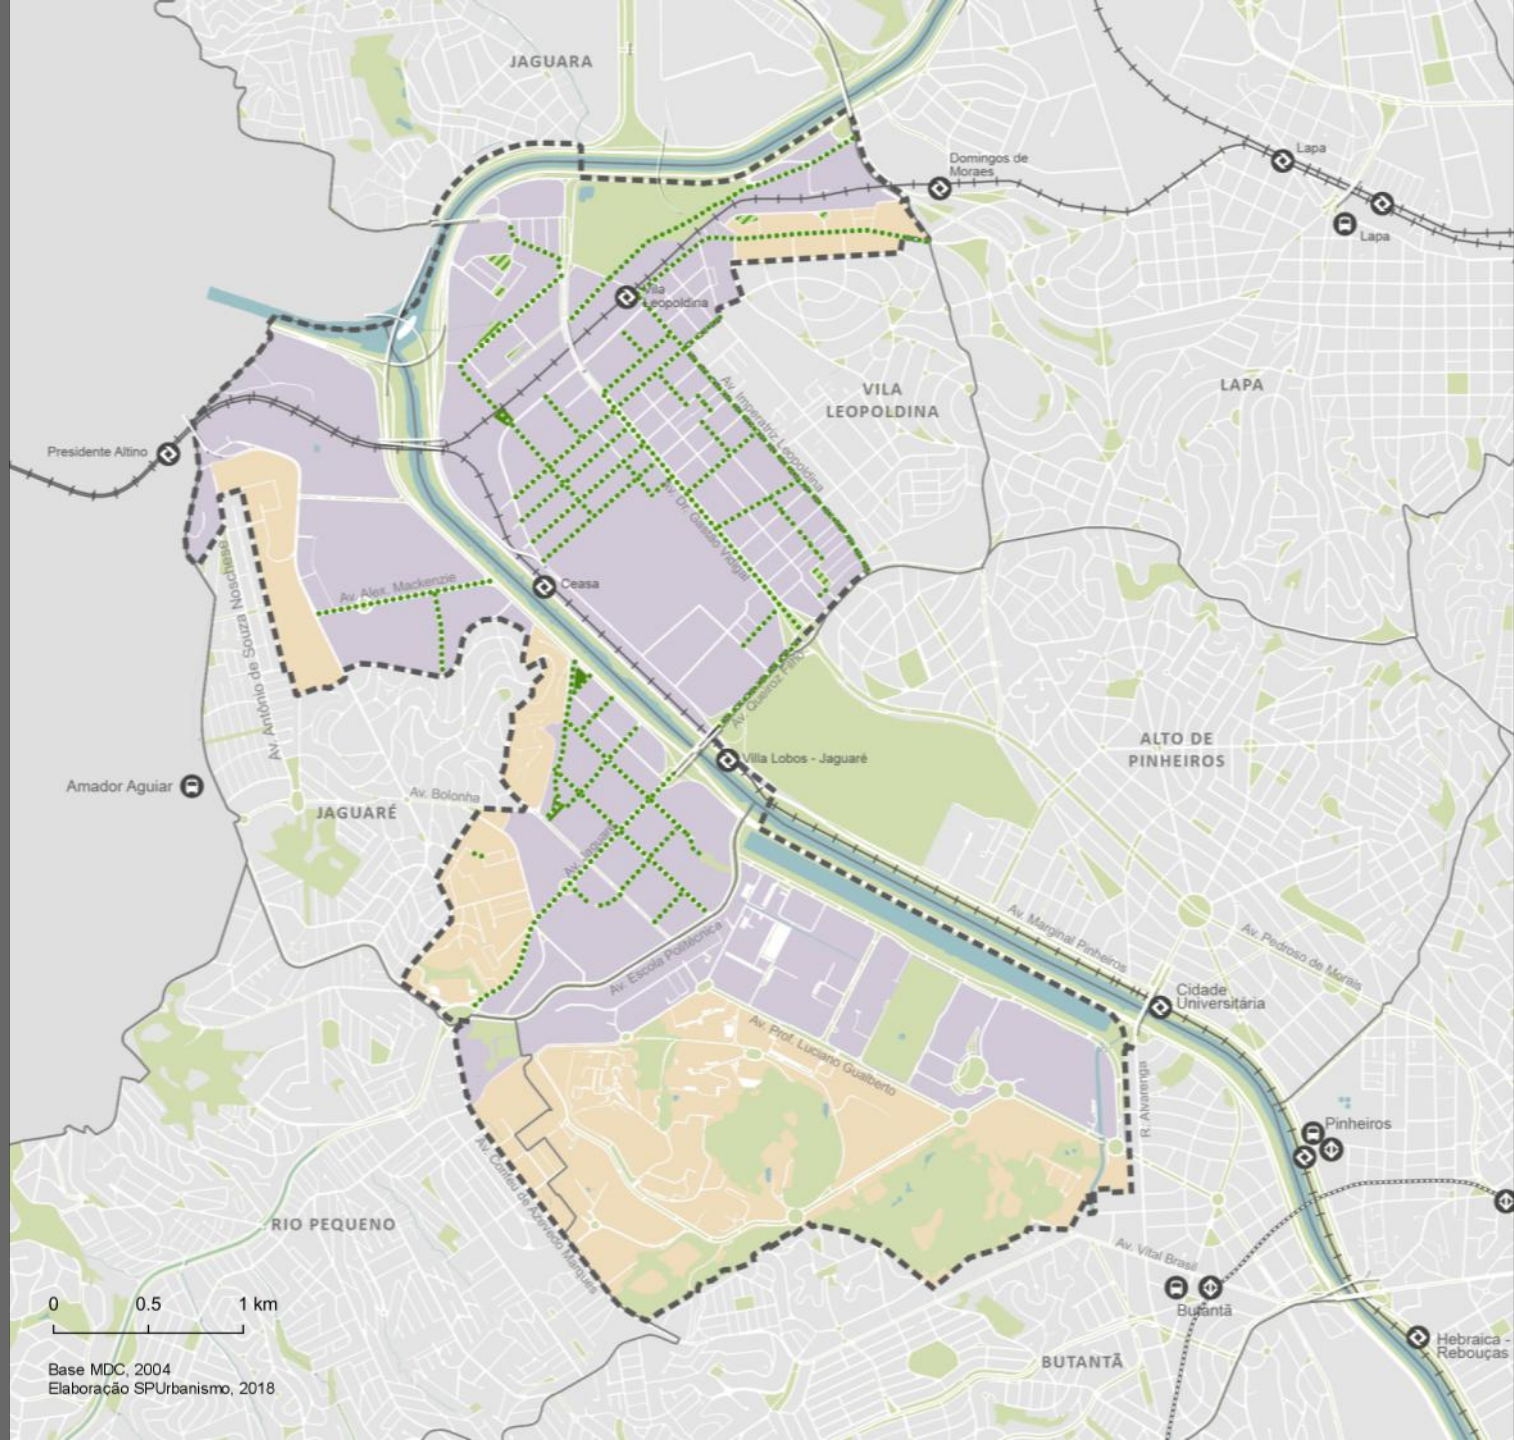 JAGUARA
Lapa
Domingos de
Moraes
Lapa
Vila
Leopoldina
Av. Imperatriz Leopoldina
VILA
LEOPOLDINA
LAPA
Presidente Altino
Av. Dr. Gastão Vidigal
Av. Alex. Mackenzie
Ceasa
Av. Antônio de Souza Noschese
Av. Queiroz Filho
ALTO DE
PINHEIROS
Villa Lobos - Jaguaré
Amador Aguiar
Av. Bolonha
JAGUARÉ
Av. Jaguaré
Av. Marginal Pinheiros
Av. Pedroso de Morais
Av. Escola Politécnica
Cidade
Universitária
Av. Prof. Luciano Gualberto
R. Alvarenga
Pinheiros
Av. Corifeu de Azevedo Marques
RIO PEQUENO
Av. Vital Brasil
Butantã
0 0.5 1 km
Hebraica -
Rebouças
BUTANTÃ
Base MDC, 2004
Elaboração SPUrbanismo, 2018